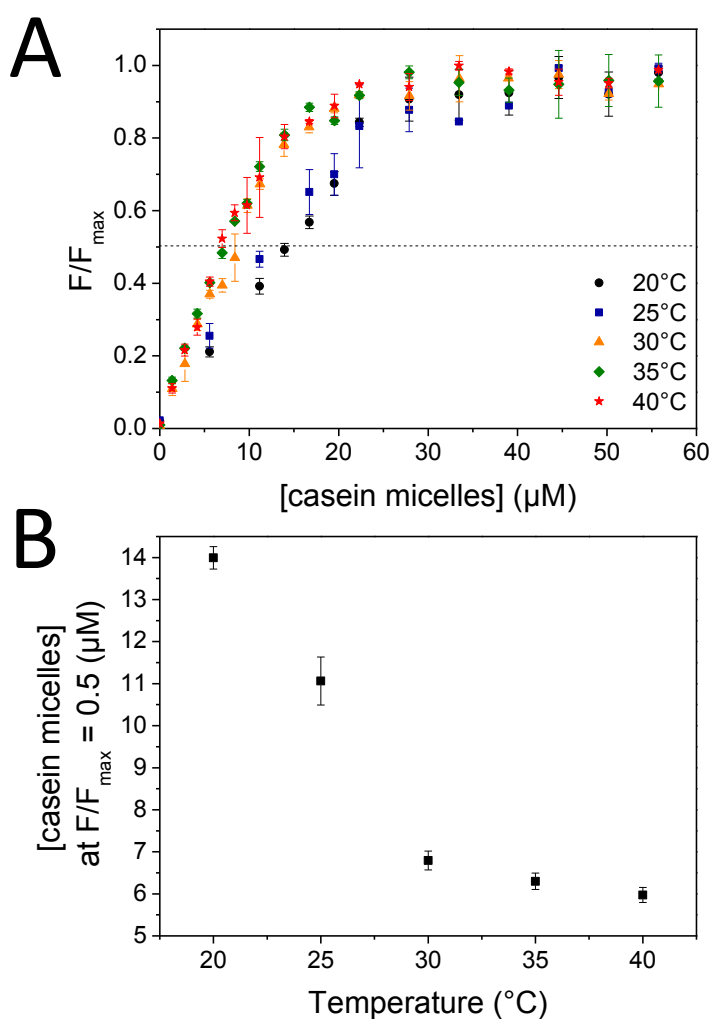 A
1.0
0.8
0.6
0.4
0.2
0.0
F/Fmax
20°C
25°C
30°C
35°C
40°C
0 10 20 30 40 50 60
[casein micelles] (µM)
B
14
13
12
11
10
9
8
7
6
5
[casein micelles]
at F/Fmax = 0.5 (µM)
20 25 30 35 40
Temperature (°C)